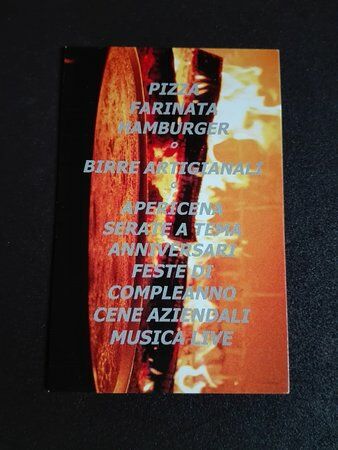 PIZZA
FARINATA
HAMBURGER
o
BIRRE ARTIGIANALI
o
APERICENA
SERATE A TEMA
ANNIVERSARI
FESTE DI
COMPLEANNO
CENE AZIENDALI
MUSICA LIVE